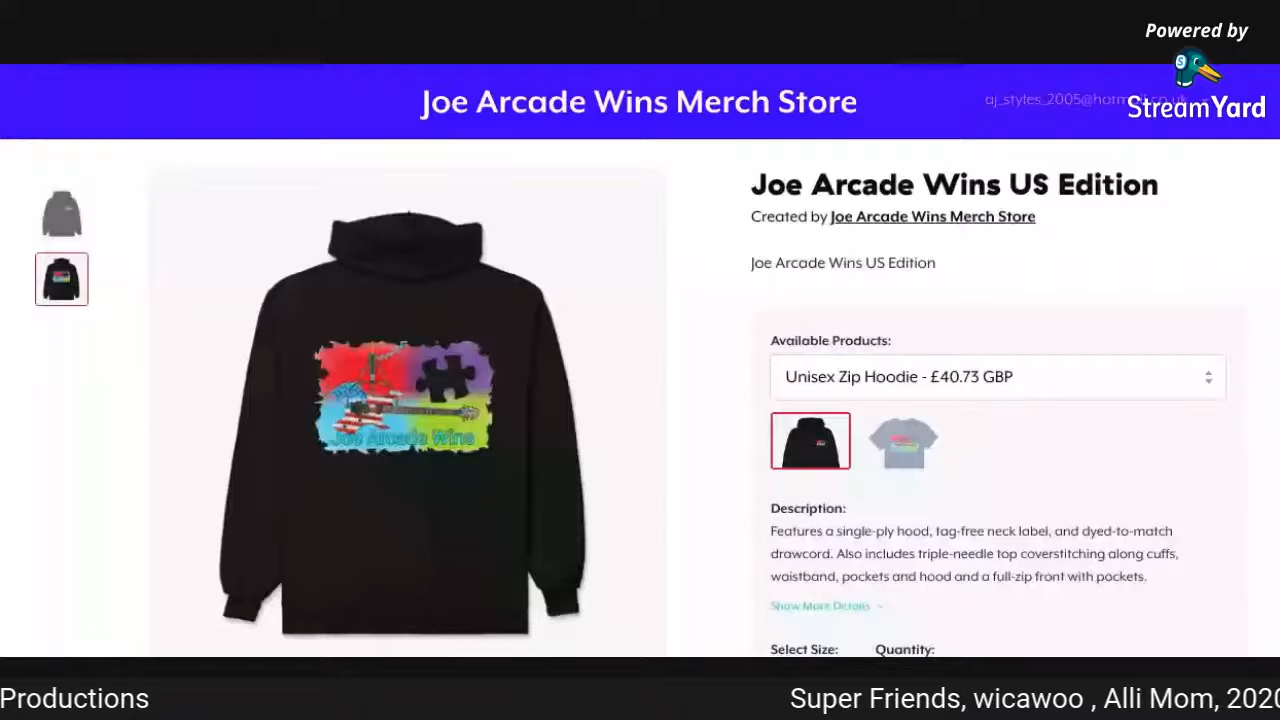 Powered by
StreamYard
Joe Arcade Wins Merch Store
Joe Arcade Wins US Edition
Created by Joe Arcade Wins Merch Store
Joe Arcade Wins US Edition
Available Products:
Unisex Zip Hoodie - £40.73 GBP
Joe Arcade Wins
Description:
Features a single-ply hood, tag-free neck label, and dyed-to-match
drawcord. Also includes triple-needle top coverstitching along cuffs,
waistband, pockets and hood and a full-zip front with pockets.
Show More Details
Select Size:
Quantity:
Productions
Super Friends, wicawoo , Alli Mom, 2020